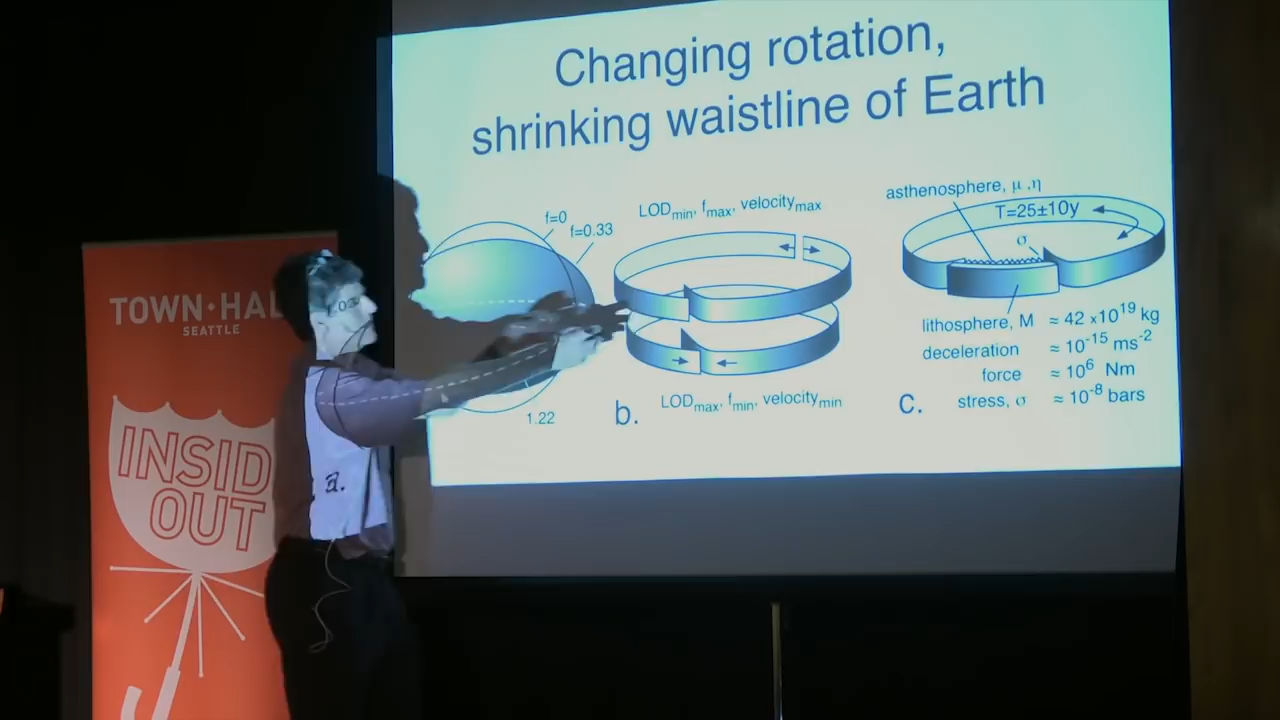 Changing rotation,
shrinking waistline of Earth
f=0
f=0.33
1.22
a.
LODmin, fmax, velocitymax
b.
LODmax, fmin, velocitymin
asthenosphere, μ ,η
T=25±10y
σ
lithosphere, M ≈ 42 x10¹⁹ kg
deceleration ≈ 10⁻¹⁵ ms⁻²
force ≈ 10⁶ Nm
c. stress, σ ≈ 10⁻⁸ bars
TOWN·HAL
SEATTLE
INSID
OUT